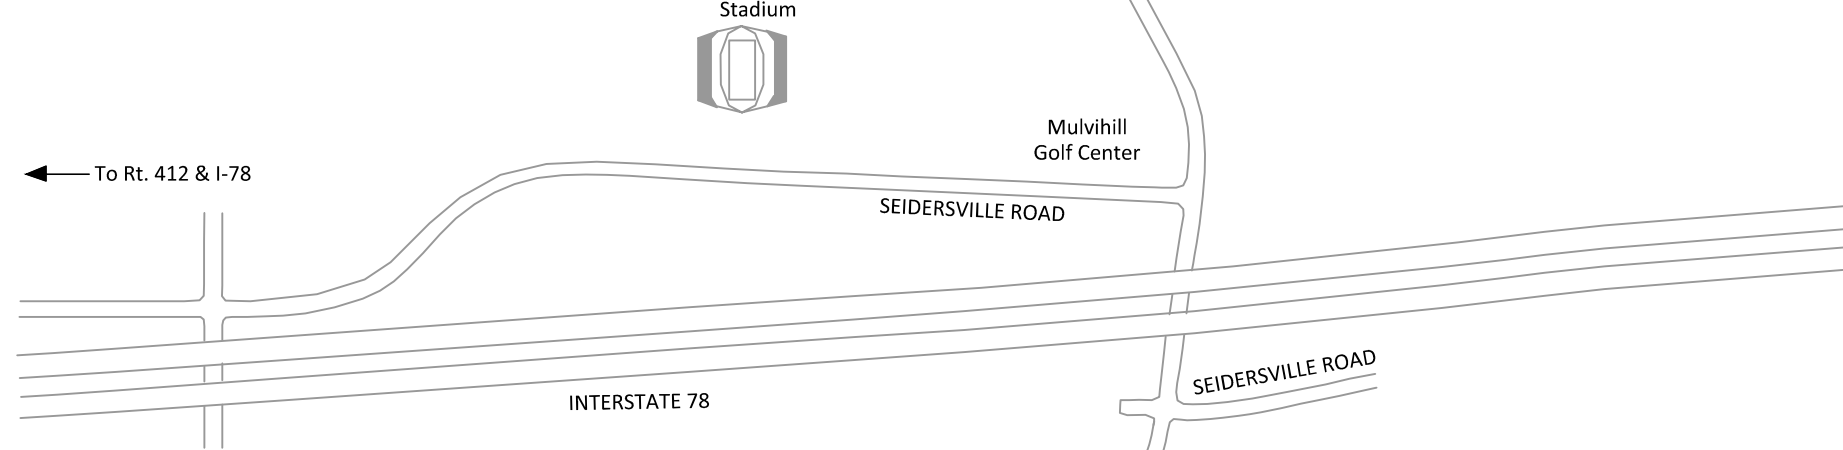 Stadium
Mulvihill
Golf Center
To Rt. 412 & I-78
SEIDERSVILLE ROAD
SEIDERSVILLE ROAD
INTERSTATE 78